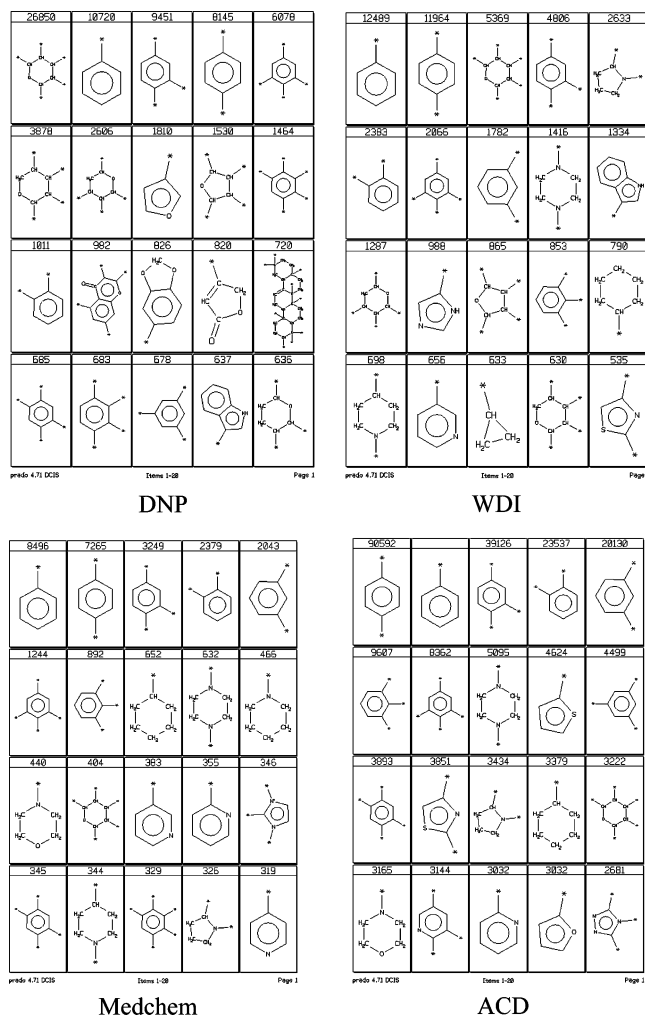 26850 10720 9451 8145 6078
3878 2606 1810 1530 1464
1011 982 826 820 720
685 683 678 637 636
prado 4.71 DCIS Items 1-20 Page 1
DNP
12489 11964 5369 4806 2633
2383 2066 1782 1416 1334
1287 988 865 853 790
698 656 633 630 535
prado 4.71 DCIS Items 1-20 Page
WDI
8496 7265 3249 2379 2043
1244 892 652 632 466
440 404 383 355 346
345 344 329 326 319
prado 4.71 DCIS Items 1-20 Page 1
Medchem
90592 39126 23537 20130
9607 8362 5095 4624 4499
3893 3851 3434 3379 3222
3165 3144 3032 3032 2681
prado 4.71 DCIS Items 1-20 Page
ACD